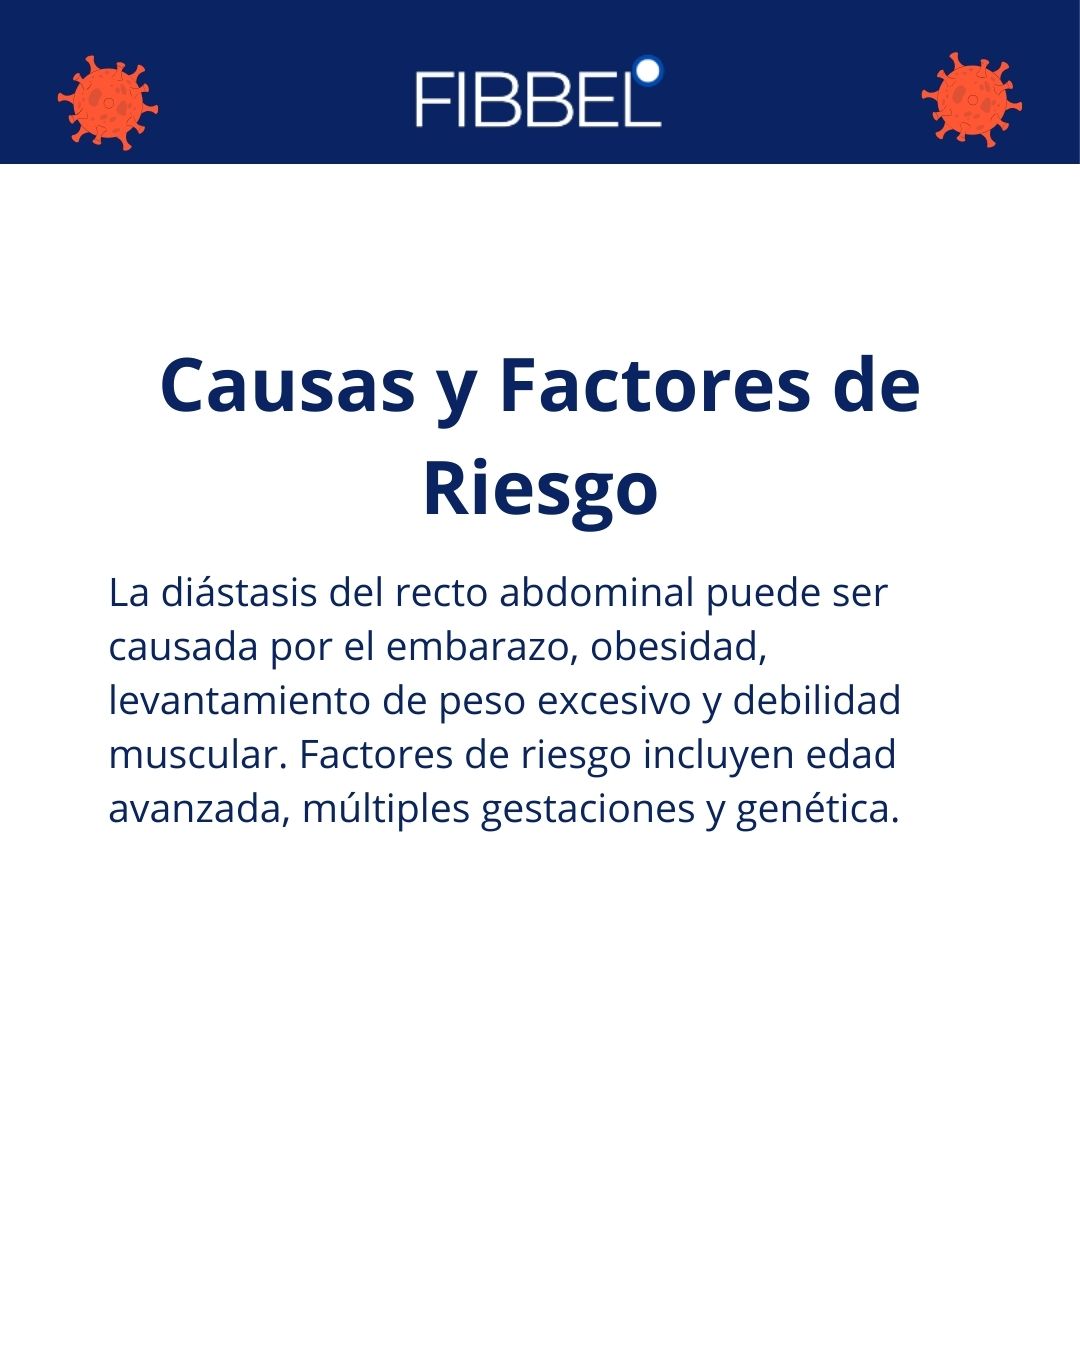 FIBBEL
Causas y Factores de
Riesgo
La diástasis del recto abdominal puede ser
causada por el embarazo, obesidad,
levantamiento de peso excesivo y debilidad
muscular. Factores de riesgo incluyen edad
avanzada, múltiples gestaciones y genética.